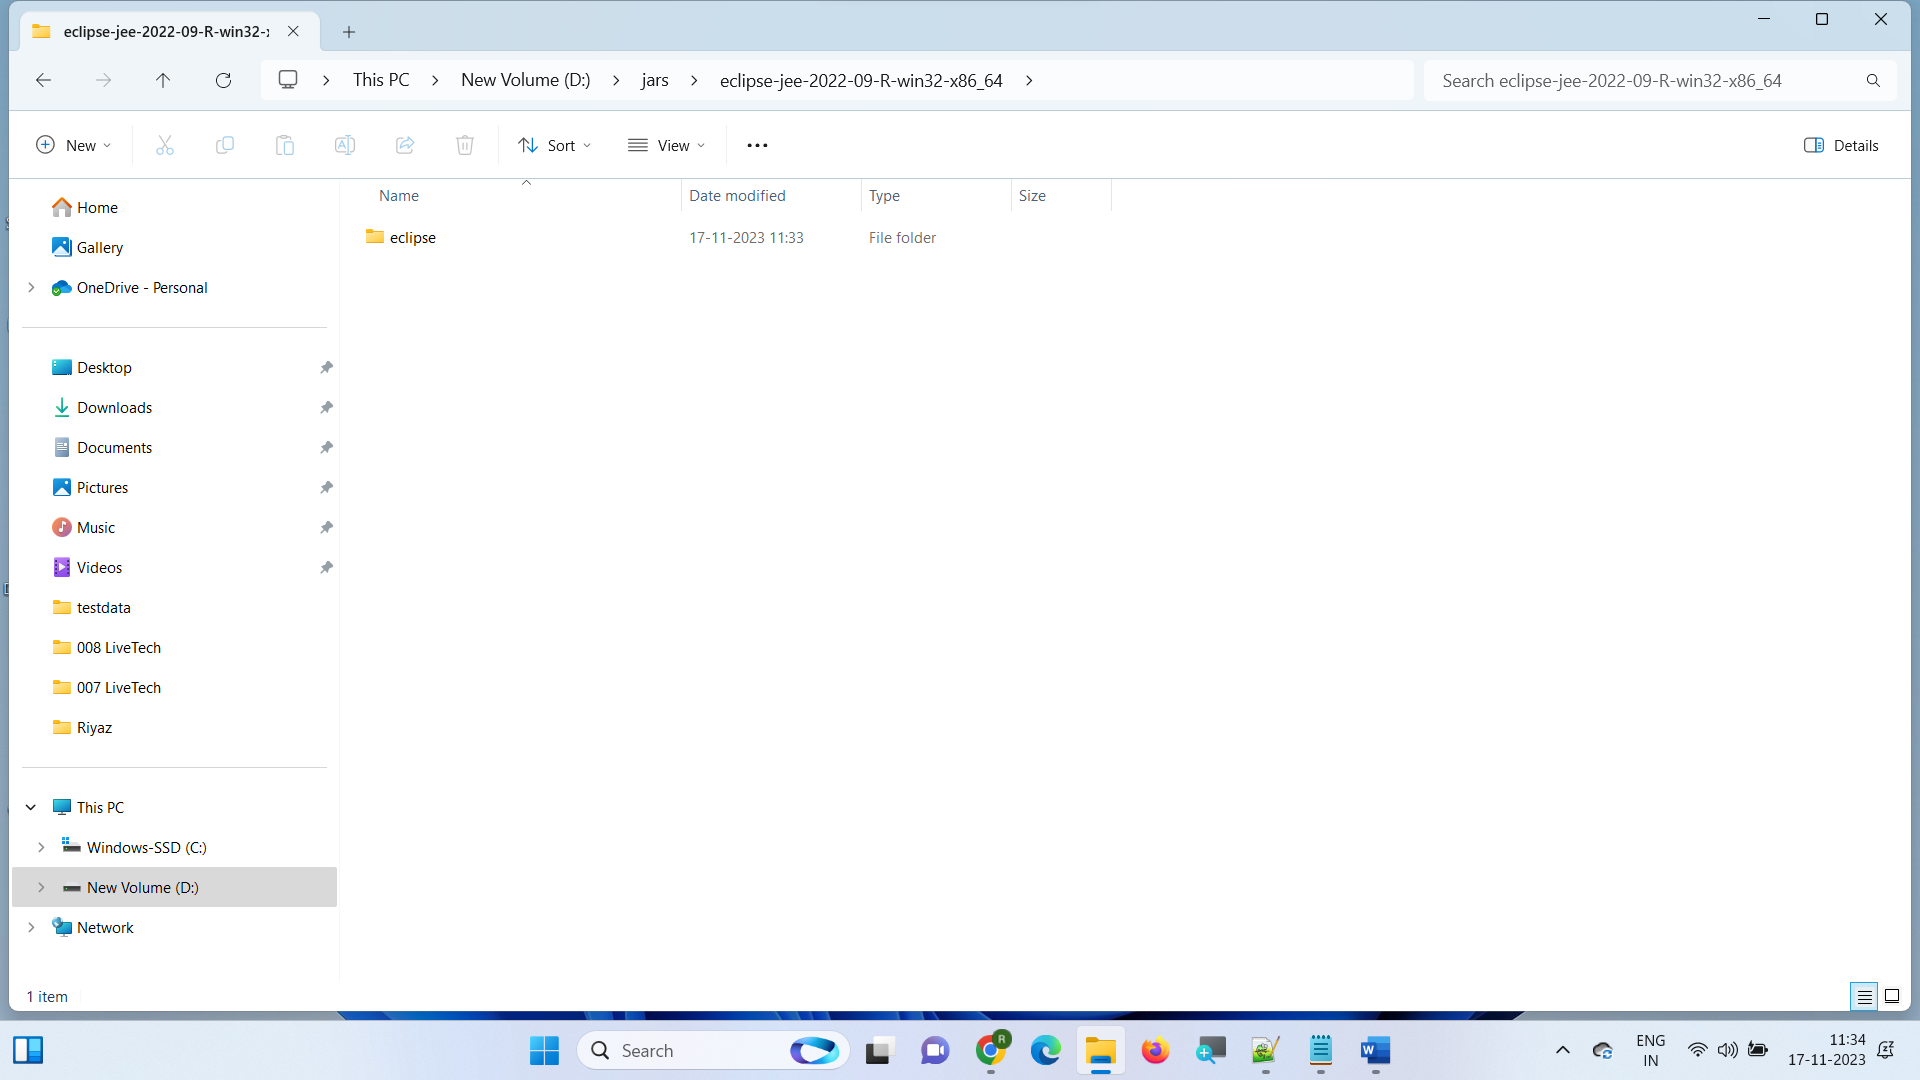 eclipse-jee-2022-09-R-win32-x
This PC
New Volume (D:)
jars
eclipse-jee-2022-09-R-win32-x86_64
Search eclipse-jee-2022-09-R-win32-x86_64
New
Sort
View
Details
Name
Date modified
Type
Size
eclipse
17-11-2023 11:33
File folder
Home
Gallery
OneDrive - Personal
Desktop
Downloads
Documents
Pictures
Music
Videos
testdata
008 LiveTech
007 LiveTech
Riyaz
This PC
Windows-SSD (C:)
New Volume (D:)
Network
1 item
Search
R
ENG
IN
11:34
17-11-2023